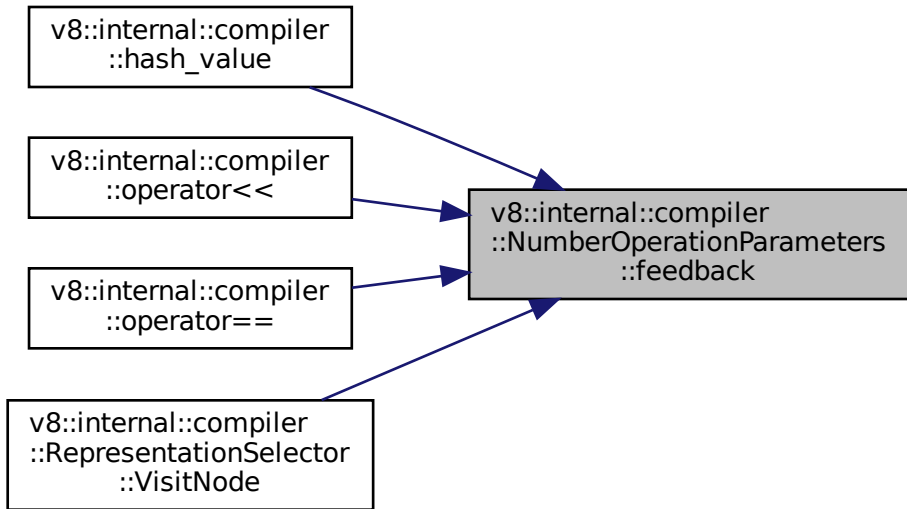 v8::internal::compiler
::hash_value
v8::internal::compiler
::operator<<
v8::internal::compiler
::operator==
v8::internal::compiler
::RepresentationSelector
::VisitNode
v8::internal::compiler
::NumberOperationParameters
::feedback